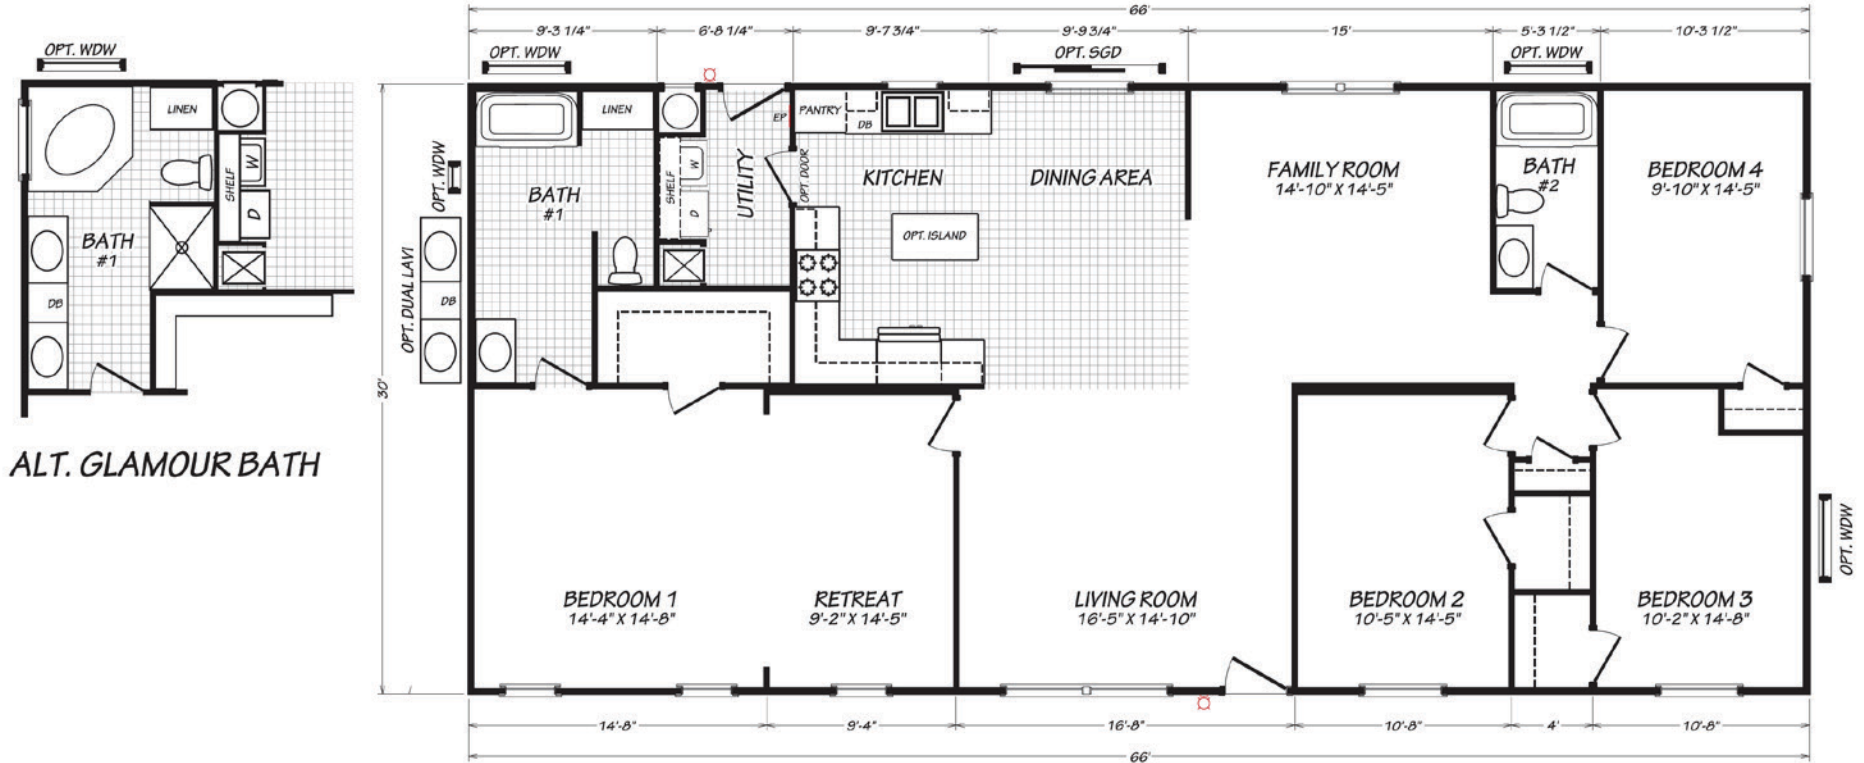 66'
9'-3 1/4" 6'-8 1/4" 9'-7 3/4" 9'-9 3/4" 15' 5'-3 1/2" 10'-3 1/2"
OPT. WDW
OPT. WDW
OPT. SGD
OPT. WDW
LINEN
SHELF
W
D
BATH
#1
DB
ALT. GLAMOUR BATH
30'
OPT. WDW
OPT. DUAL LAVI
DB
LINEN
BATH
#1
SHELF
W
D
UTILITY
EP
OPT. DOOR
PANTRY
DB
KITCHEN
OPT. ISLAND
DINING AREA
FAMILY ROOM
14'-10" X 14'-5"
BATH
#2
BEDROOM 4
9'-10" X 14'-5"
BEDROOM 1
14'-4" X 14'-8"
RETREAT
9'-2" X 14'-5"
LIVING ROOM
16'-5" X 14'-10"
BEDROOM 2
10'-5" X 14'-5"
BEDROOM 3
10'-2" X 14'-8"
OPT. WDW
14'-8" 9'-4" 16'-8" 10'-8" 4' 10'-8"
66'